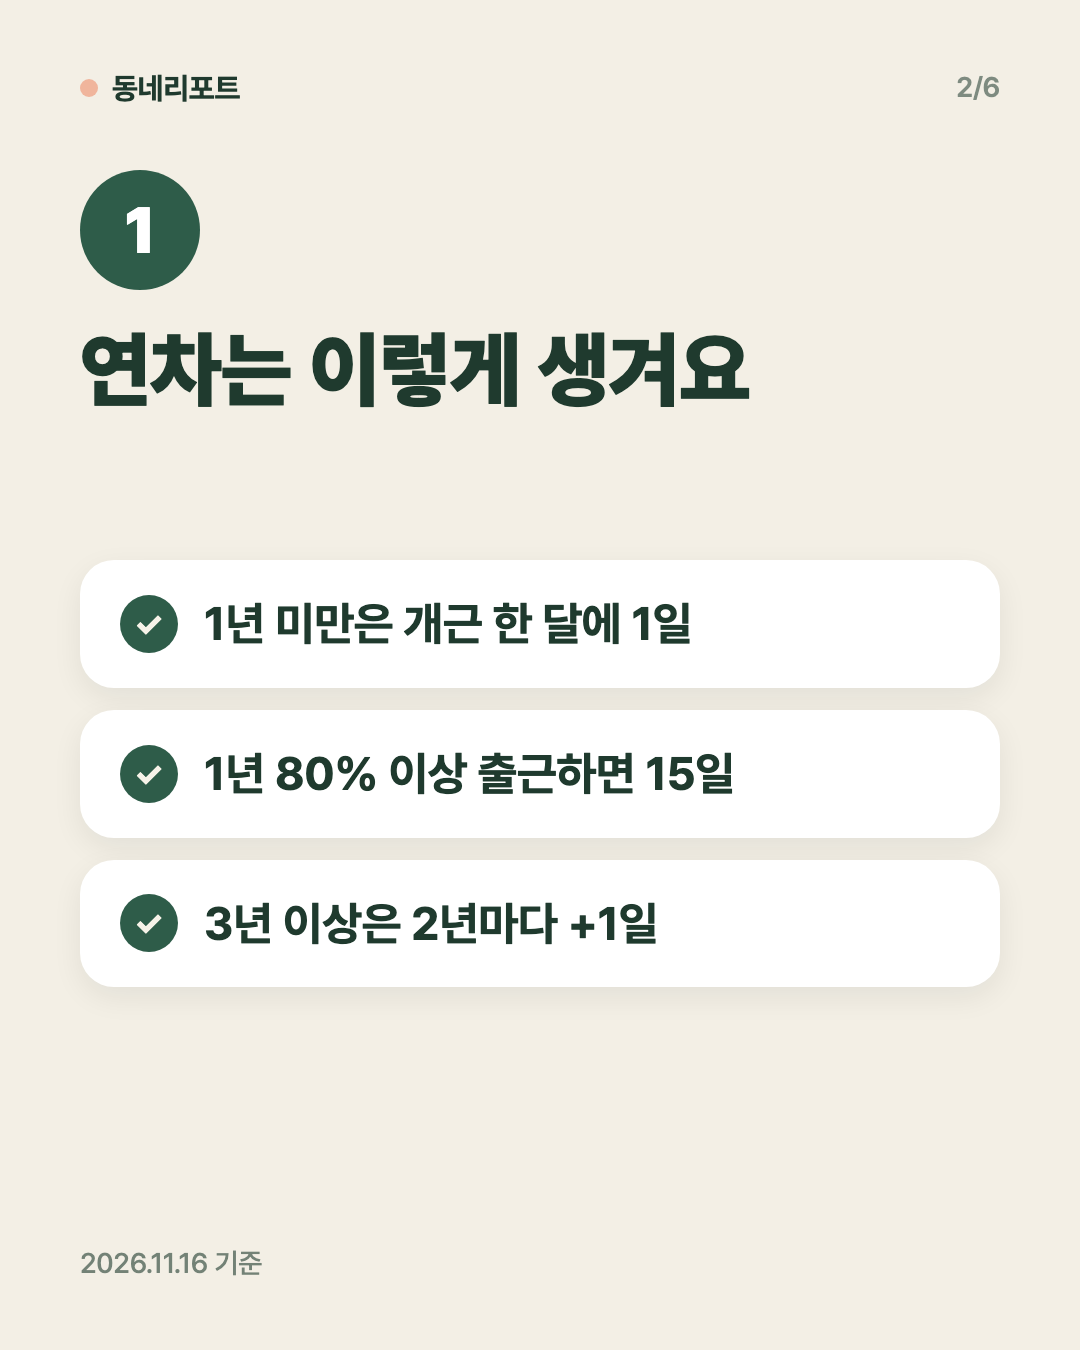 동네리포트
2/6
1
연차는 이렇게 생겨요
1년 미만은 개근 한 달에 1일
1년 80% 이상 출근하면 15일
3년 이상은 2년마다 +1일
2026.11.16 기준